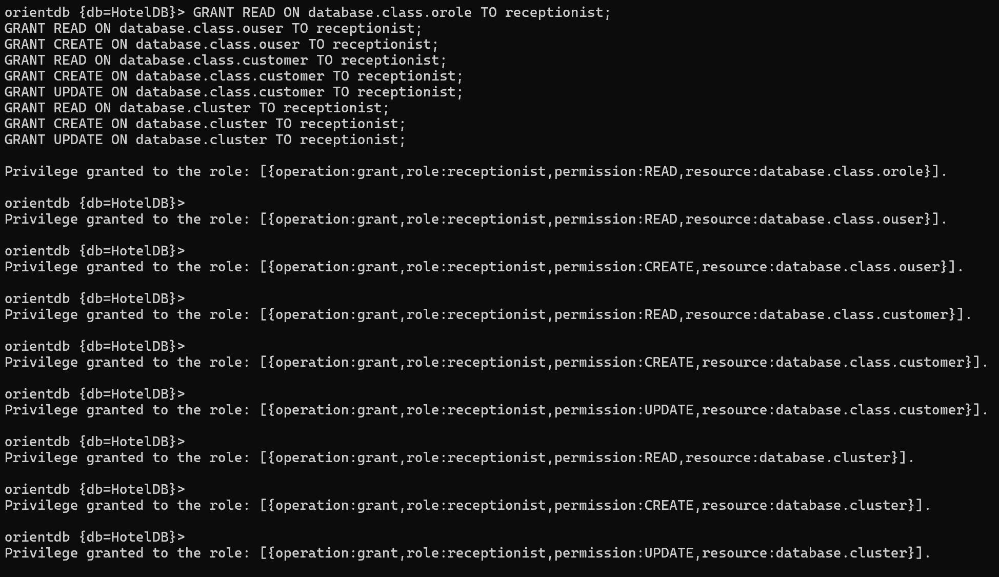 orientdb {db=HotelDB}> GRANT READ ON database.class.orole TO receptionist;
GRANT READ ON database.class.ouser TO receptionist;
GRANT CREATE ON database.class.ouser TO receptionist;
GRANT READ ON database.class.customer TO receptionist;
GRANT CREATE ON database.class.customer TO receptionist;
GRANT UPDATE ON database.class.customer TO receptionist;
GRANT READ ON database.cluster TO receptionist;
GRANT CREATE ON database.cluster TO receptionist;
GRANT UPDATE ON database.cluster TO receptionist;
Privilege granted to the role: [{operation:grant,role:receptionist,permission:READ,resource:database.class.orole}].
orientdb {db=HotelDB}>
Privilege granted to the role: [{operation:grant,role:receptionist,permission:READ,resource:database.class.ouser}].
orientdb {db=HotelDB}>
Privilege granted to the role: [{operation:grant,role:receptionist,permission:CREATE,resource:database.class.ouser}].
orientdb {db=HotelDB}>
Privilege granted to the role: [{operation:grant,role:receptionist,permission:READ,resource:database.class.customer}].
orientdb {db=HotelDB}>
Privilege granted to the role: [{operation:grant,role:receptionist,permission:CREATE,resource:database.class.customer}].
orientdb {db=HotelDB}>
Privilege granted to the role: [{operation:grant,role:receptionist,permission:UPDATE,resource:database.class.customer}].
orientdb {db=HotelDB}>
Privilege granted to the role: [{operation:grant,role:receptionist,permission:READ,resource:database.cluster}].
orientdb {db=HotelDB}>
Privilege granted to the role: [{operation:grant,role:receptionist,permission:CREATE,resource:database.cluster}].
orientdb {db=HotelDB}>
Privilege granted to the role: [{operation:grant,role:receptionist,permission:UPDATE,resource:database.cluster}].